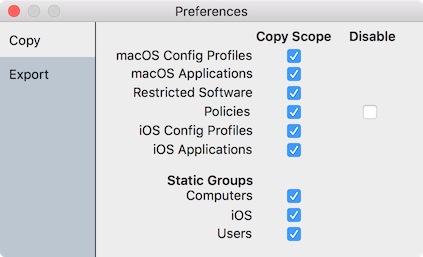 Preferences
Copy
Export
Copy Scope Disable
macOS Config Profiles
macOS Applications
Restricted Software
Policies
iOS Config Profiles
iOS Applications
Static Groups
Computers
iOS
Users